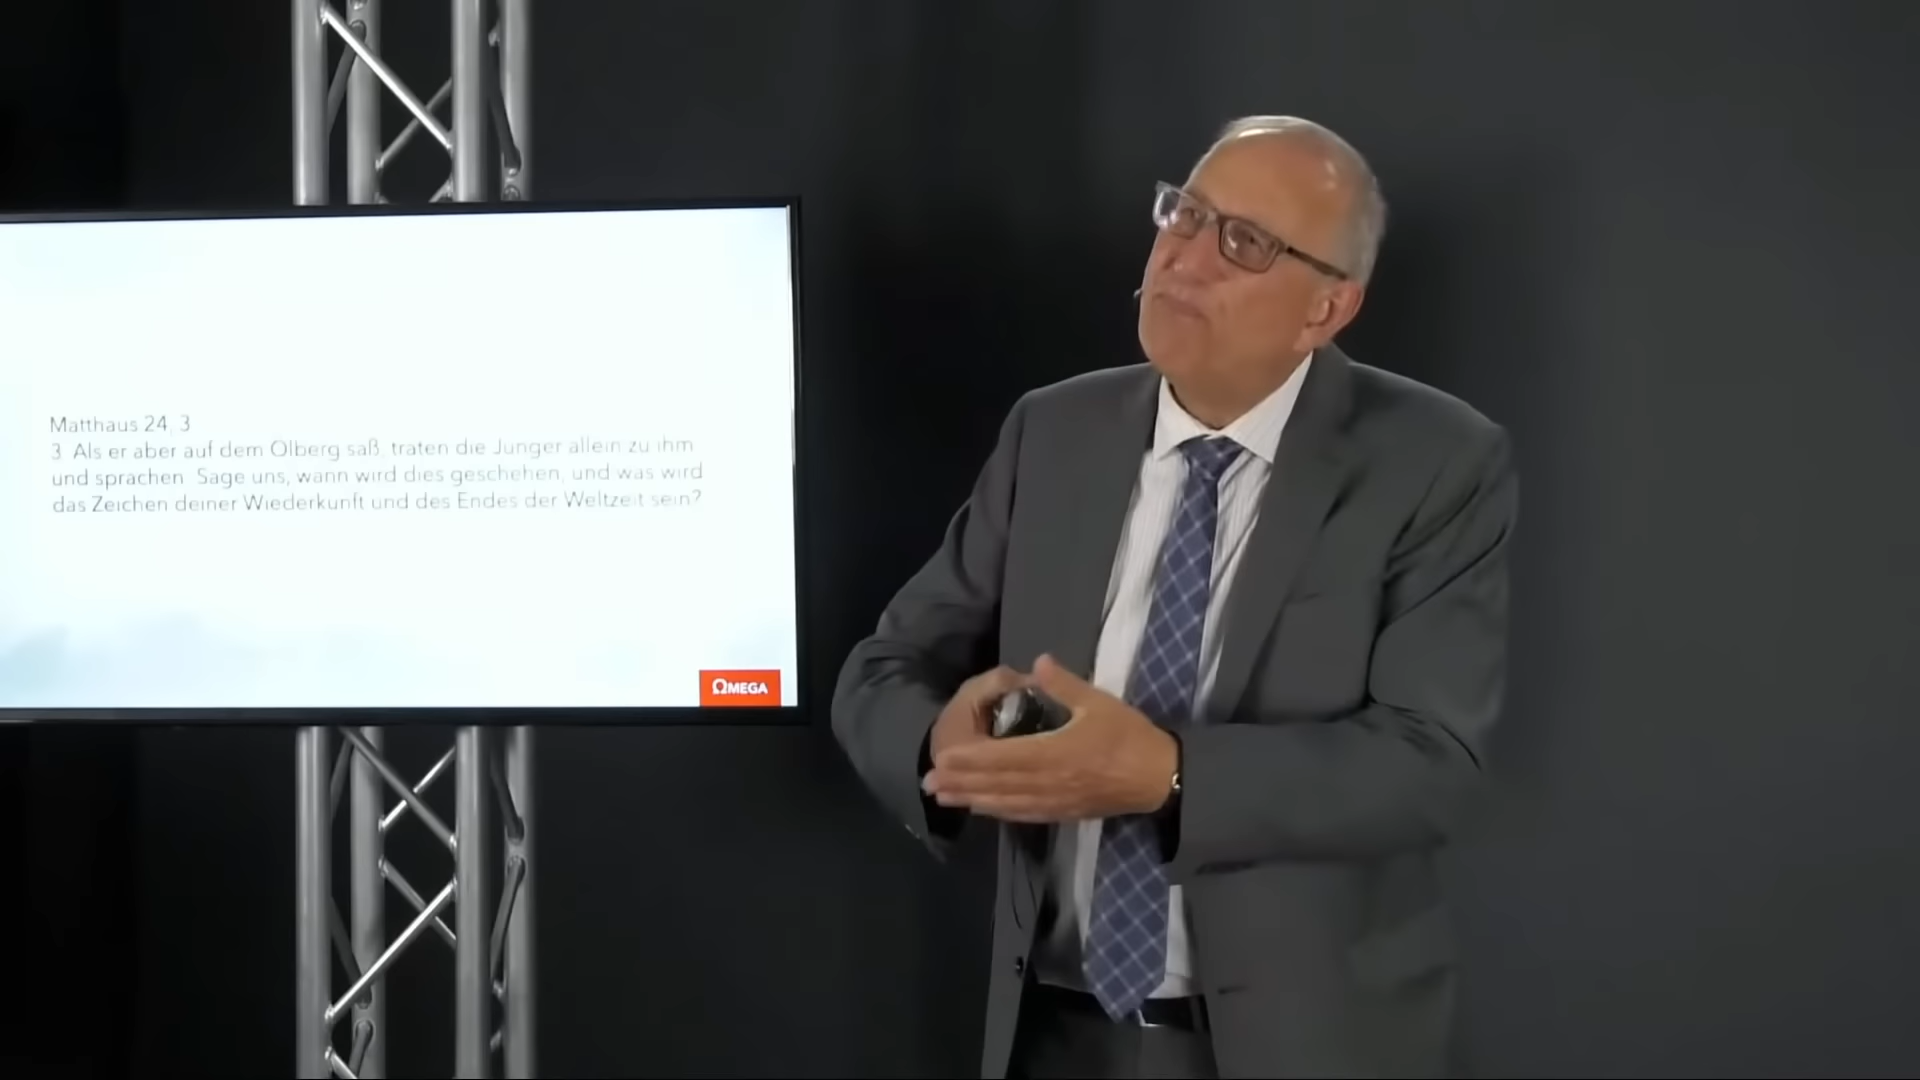 Matthaus 24, 3
3 Als er aber auf dem Olberg saß, traten die Junger allein zu ihm
und sprachen Sage uns, wann wird dies geschehen, und was wird
das Zeichen deiner Wiederkunft und des Endes der Weltzeit sein?
ΩMEGA